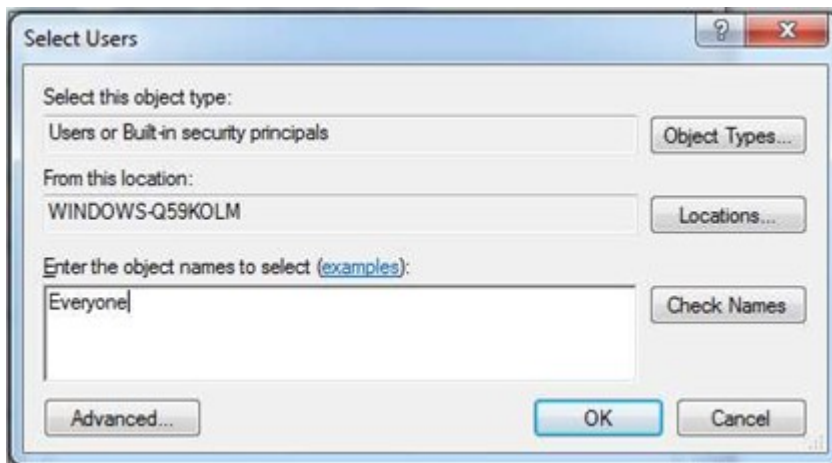 Select Users
Select this object type:
Users or Built-in security principals
Object Types...
From this location:
WINDOWS-Q59KOLM
Locations...
Enter the object names to select (examples):
Everyone
Check Names
Advanced...
OK
Cancel